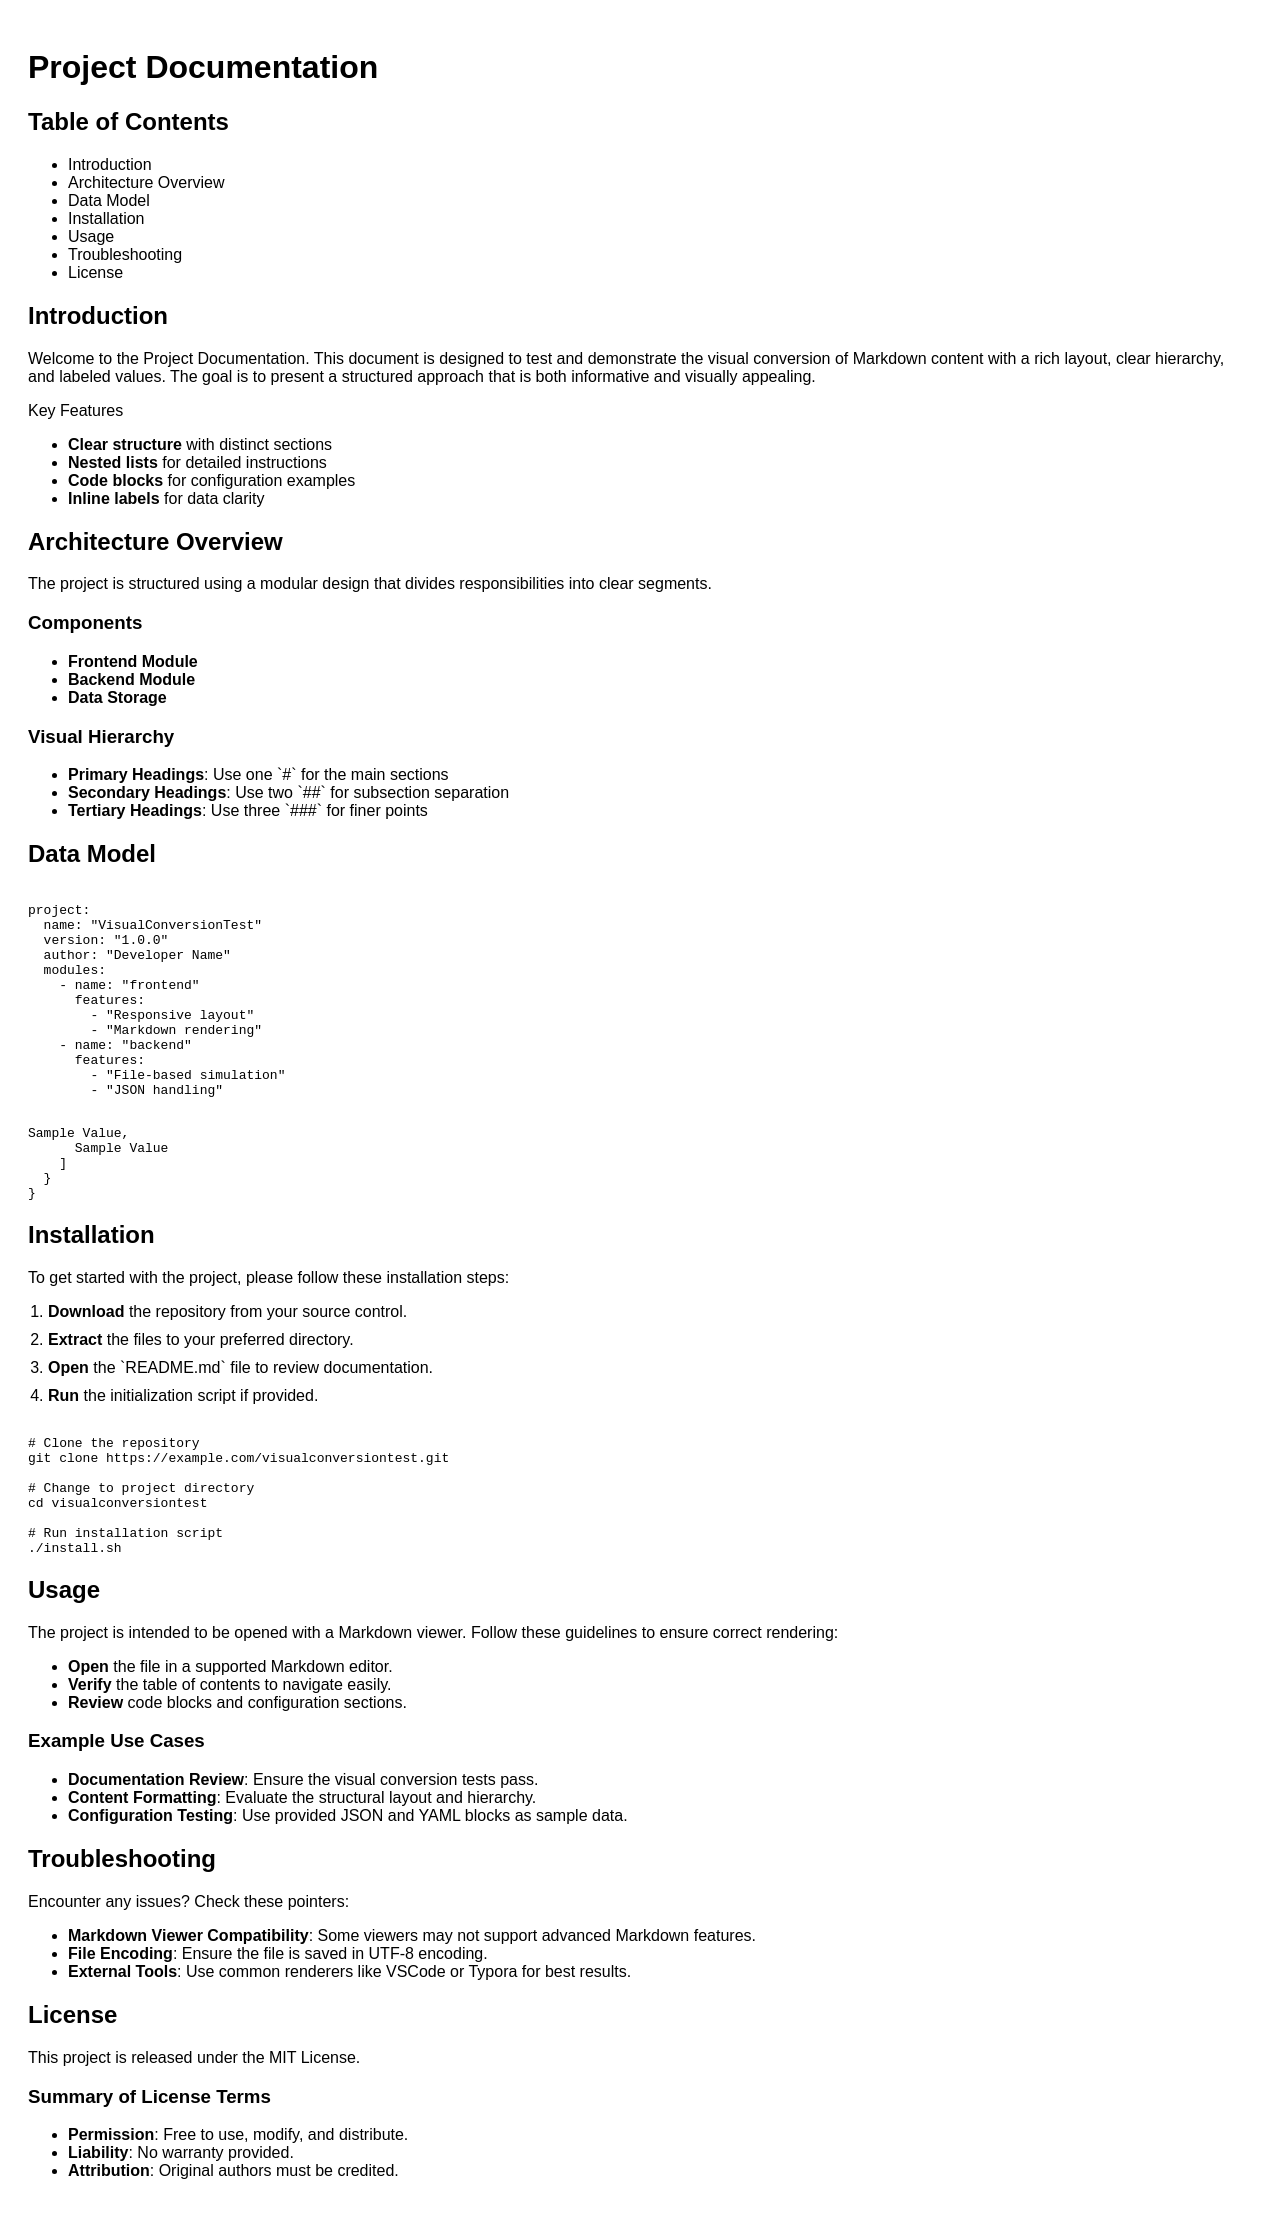 Project Documentation
Table of Contents
• Introduction
• Architecture Overview
• Data Model
• Installation
• Usage
• Troubleshooting
• License
Introduction
Welcome to the Project Documentation. This document is designed to test and demonstrate the visual conversion of Markdown content with a rich layout, clear hierarchy,
and labeled values. The goal is to present a structured approach that is both informative and visually appealing.
Key Features
• Clear structure with distinct sections
• Nested lists for detailed instructions
• Code blocks for configuration examples
• Inline labels for data clarity
Architecture Overview
The project is structured using a modular design that divides responsibilities into clear segments.
Components
• Frontend Module
• Backend Module
• Data Storage
Visual Hierarchy
• Primary Headings: Use one `#` for the main sections
• Secondary Headings: Use two `##` for subsection separation
• Tertiary Headings: Use three `###` for finer points
Data Model
project:
  name: "VisualConversionTest"
  version: "1.0.0"
  author: "Developer Name"
  modules:
    - name: "frontend"
      features:
        - "Responsive layout"
        - "Markdown rendering"
    - name: "backend"
      features:
        - "File-based simulation"
        - "JSON handling"
Sample Value,
      Sample Value
    ]
  }
}
Installation
To get started with the project, please follow these installation steps:
1. Download the repository from your source control.
2. Extract the files to your preferred directory.
3. Open the `README.md` file to review documentation.
4. Run the initialization script if provided.
# Clone the repository
git clone https://example.com/visualconversiontest.git
# Change to project directory
cd visualconversiontest
# Run installation script
./install.sh
Usage
The project is intended to be opened with a Markdown viewer. Follow these guidelines to ensure correct rendering:
• Open the file in a supported Markdown editor.
• Verify the table of contents to navigate easily.
• Review code blocks and configuration sections.
Example Use Cases
• Documentation Review: Ensure the visual conversion tests pass.
• Content Formatting: Evaluate the structural layout and hierarchy.
• Configuration Testing: Use provided JSON and YAML blocks as sample data.
Troubleshooting
Encounter any issues? Check these pointers:
• Markdown Viewer Compatibility: Some viewers may not support advanced Markdown features.
• File Encoding: Ensure the file is saved in UTF-8 encoding.
• External Tools: Use common renderers like VSCode or Typora for best results.
License
This project is released under the MIT License.
Summary of License Terms
• Permission: Free to use, modify, and distribute.
• Liability: No warranty provided.
• Attribution: Original authors must be credited.